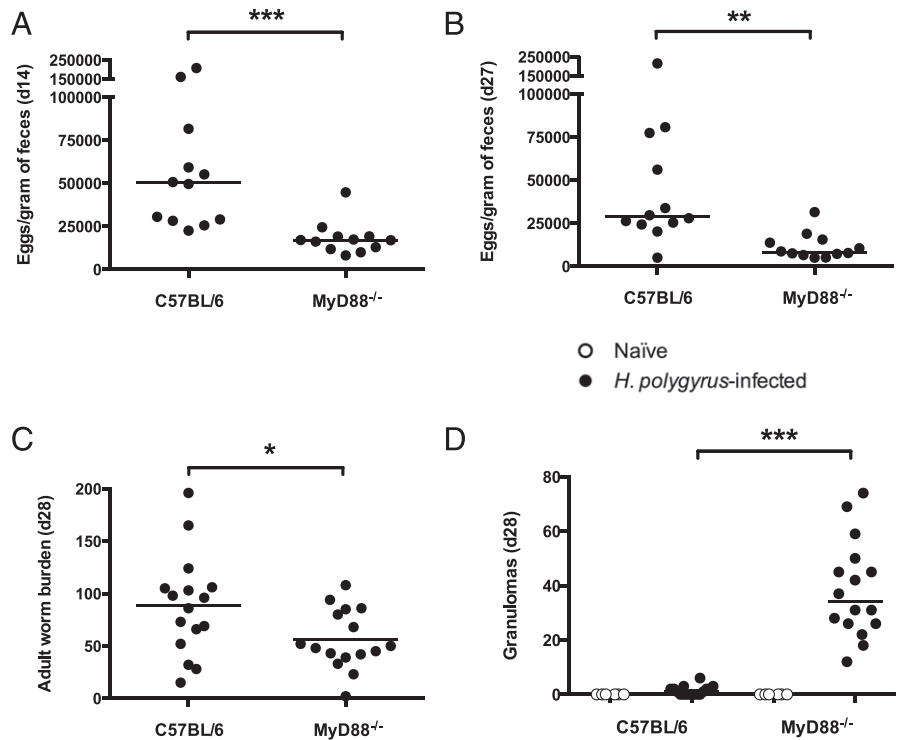 A
***
Eggs/gram of feces (d14)
250000
150000
100000
75000
50000
25000
0
C57BL/6
MyD88-/-
B
**
Eggs/gram of feces (d27)
250000
150000
100000
75000
50000
25000
0
C57BL/6
MyD88-/-
Naïve
H. polygyrus-infected
C
*
Adult worm burden (d28)
200
150
100
50
0
C57BL/6
MyD88-/-
D
***
Granulomas (d28)
80
60
40
20
0
C57BL/6
MyD88-/-